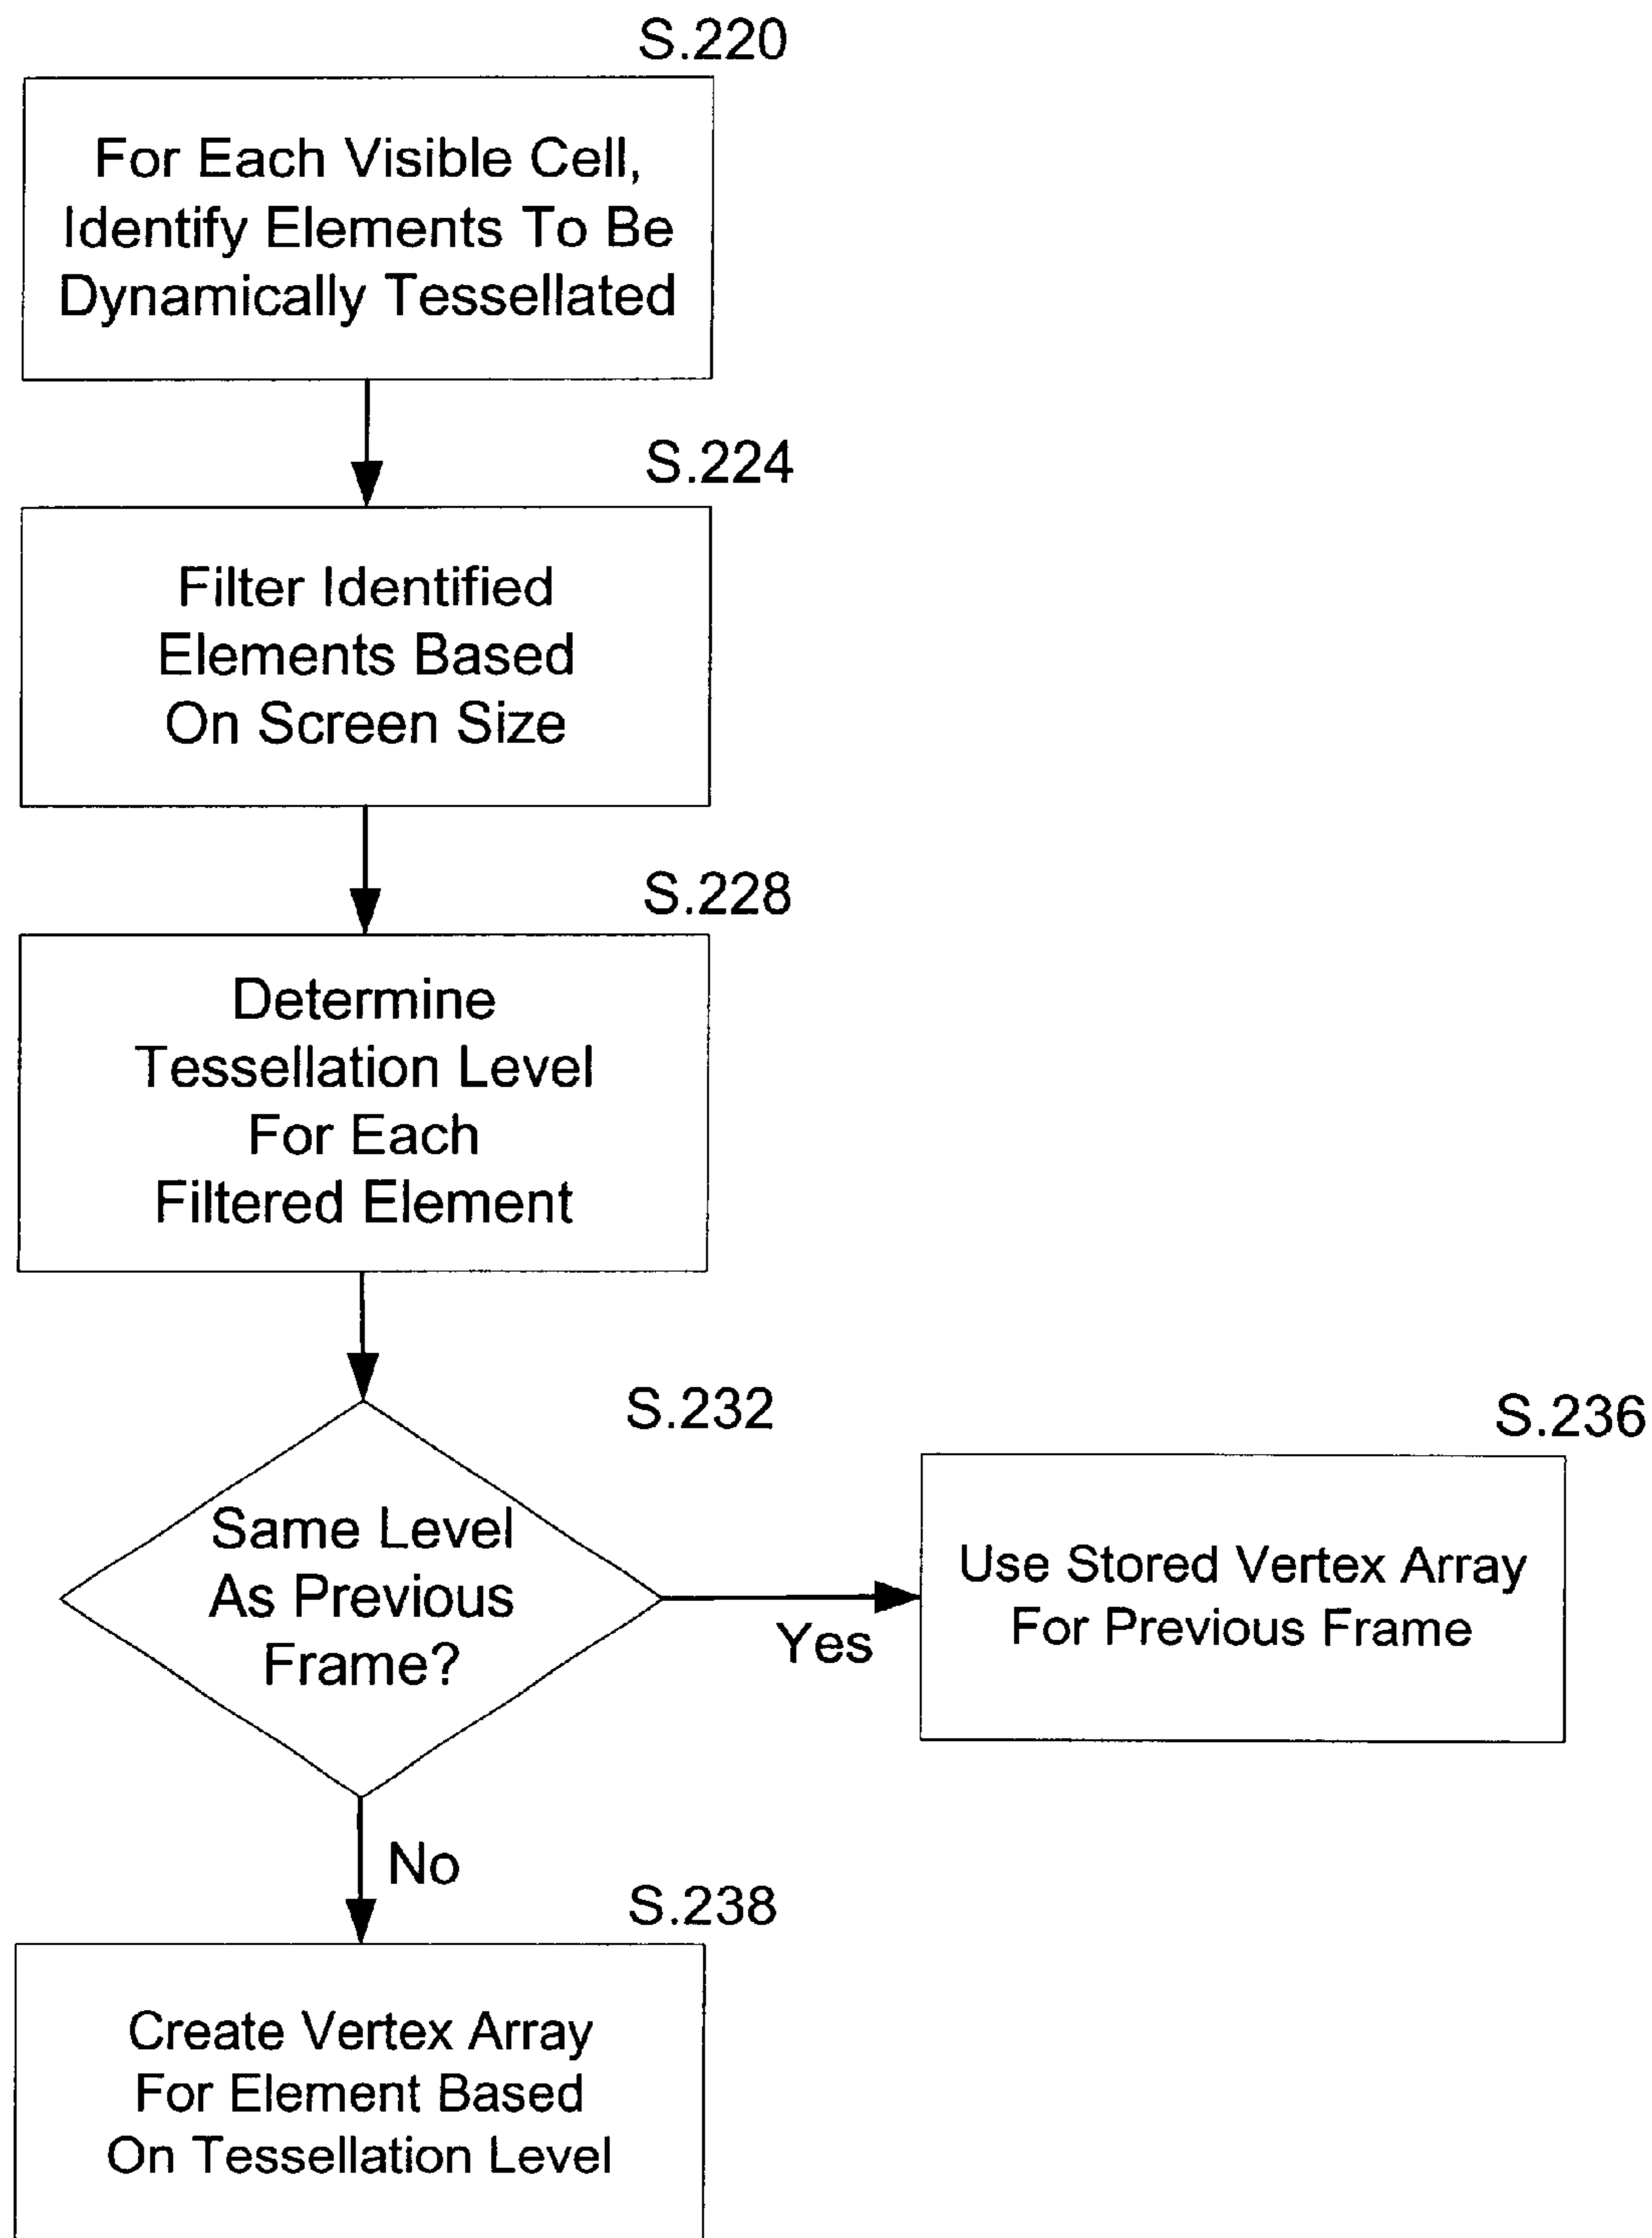 S.220
For Each Visible Cell,
Identify Elements To Be
Dynamically Tessellated
S.224
Filter Identified
Elements Based
On Screen Size
S.228
Determine
Tessellation Level
For Each
Filtered Element
S.232
Same Level
As Previous
Frame?
Yes
S.236
Use Stored Vertex Array
For Previous Frame
No
S.238
Create Vertex Array
For Element Based
On Tessellation Level